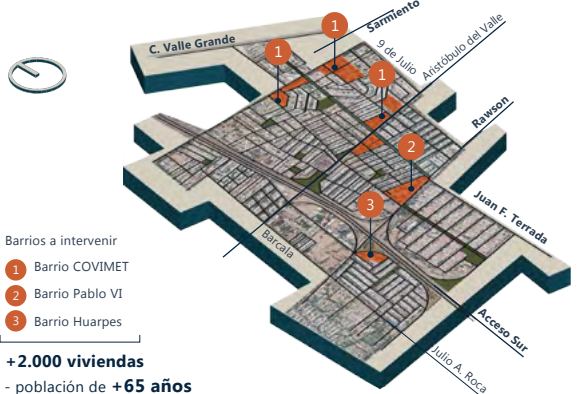 Sarmiento
C. Valle Grande
9 de Julio
Aristóbulo del Valle
1
1
1
Rawson
2
Juan F. Terrada
3
Barcala
Acceso Sur
Julio A. Roca
Barrios a intervenir
1 Barrio COVIMET
2 Barrio Pablo VI
3 Barrio Huarpes
+2.000 viviendas
- población de +65 años